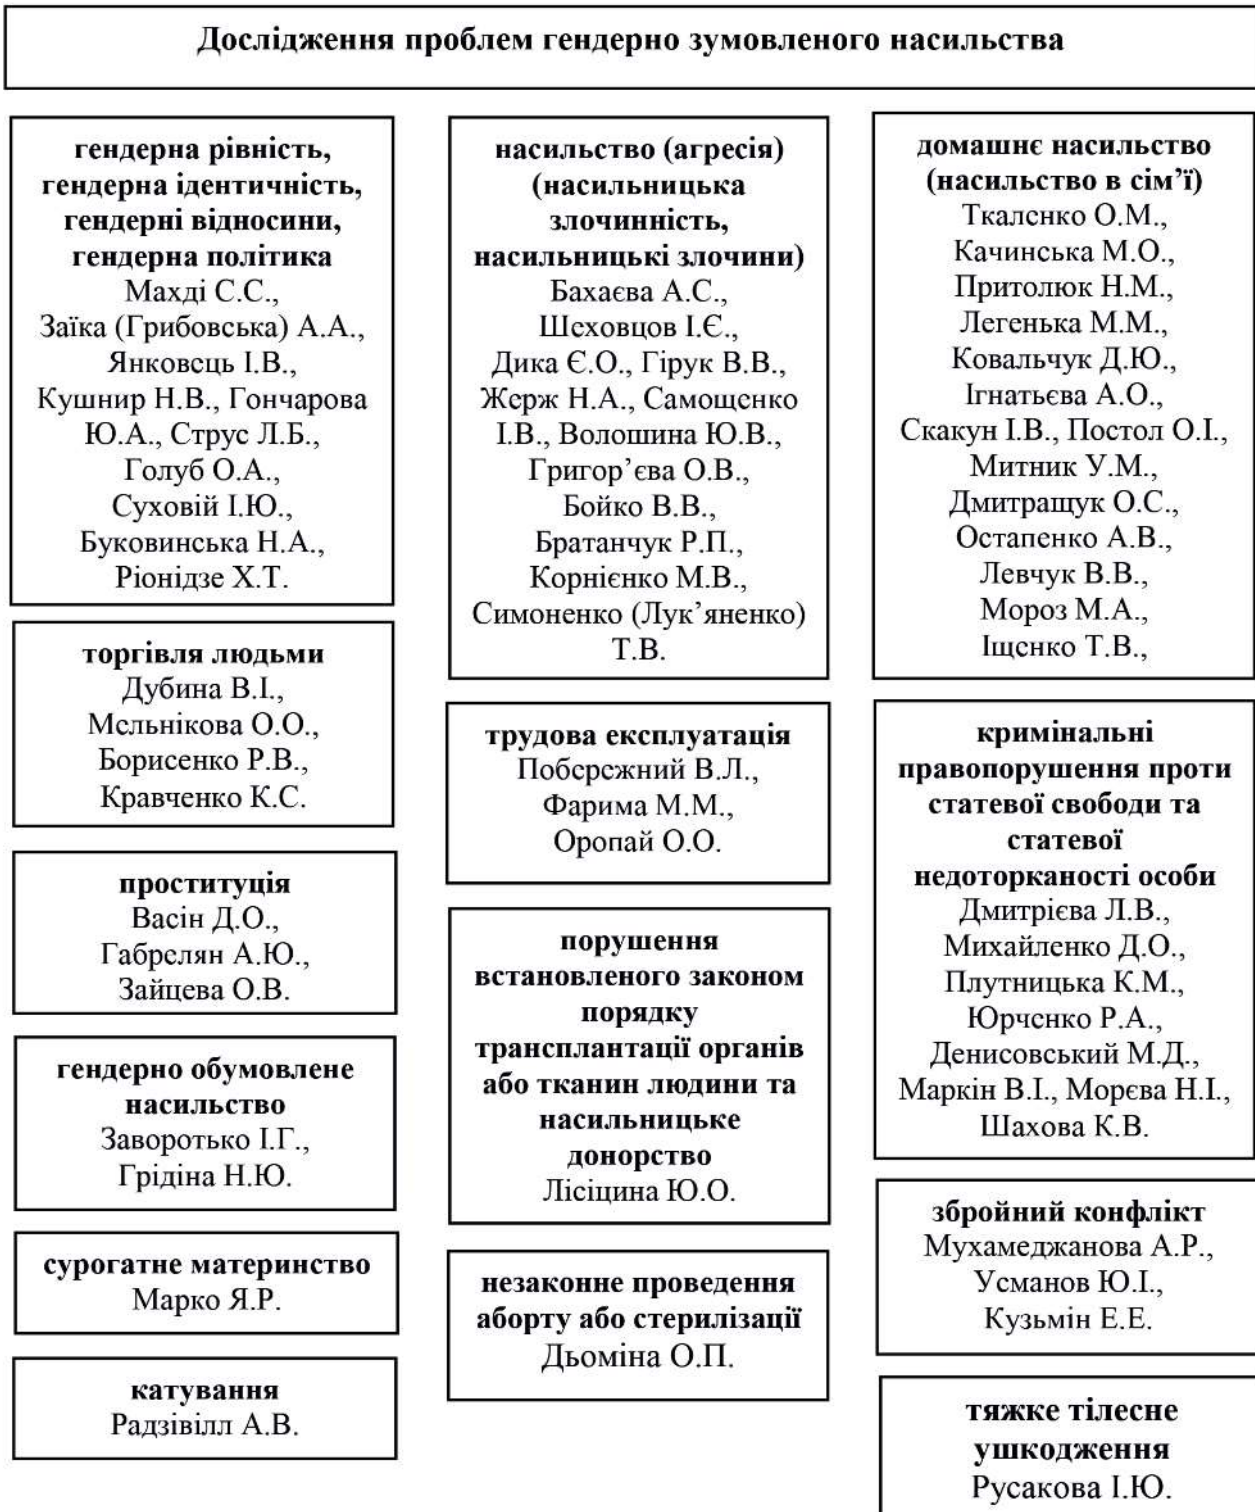 Дослідження проблем гендерно зумовленого насильства
гендерна рівність,
гендерна ідентичність,
гендерні відносини,
гендерна політика
Махді С.С.,
Заїка (Грибовська) А.А.,
Янковець І.В.,
Кушнир Н.В., Гончарова
Ю.А., Струс Л.Б.,
Голуб О.А.,
Суховій І.Ю.,
Буковинська Н.А.,
Ріонідзе Х.Т.
торгівля людьми
Дубина В.І.,
Мельнікова О.О.,
Борисенко Р.В.,
Кравченко К.С.
проституція
Васін Д.О.,
Габрелян А.Ю.,
Зайцева О.В.
гендерно обумовлене
насильство
Заворотько І.Г.,
Грідіна Н.Ю.
сурогатне материнство
Марко Я.Р.
катування
Радзівілл А.В.
насильство (агресія)
(насильницька
злочинність,
насильницькі злочини)
Бахаєва А.С.,
Шеховцов І.Є.,
Дика Є.О., Гірук В.В.,
Жерж Н.А., Самощенко
І.В., Волошина Ю.В.,
Григор’єва О.В.,
Бойко В.В.,
Братанчук Р.П.,
Корнієнко М.В.,
Симоненко (Лук’яненко)
Т.В.
трудова експлуатація
Побережний В.Л.,
Фарима М.М.,
Оропай О.О.
порушення
встановленого законом
порядку
трансплантації органів
або тканин людини та
насильницьке
донорство
Лісіцина Ю.О.
незаконне проведення
аборту або стерилізації
Дьоміна О.П.
домашнє насильство
(насильство в сім’ї)
Ткаленко О.М.,
Качинська М.О.,
Притолюк Н.М.,
Легенька М.М.,
Ковальчук Д.Ю.,
Ігнатьєва А.О.,
Скакун І.В., Постол О.І.,
Митник У.М.,
Дмитращук О.С.,
Остапенко А.В.,
Левчук В.В.,
Мороз М.А.,
Іщенко Т.В.,
кримінальні
правопорушення проти
статевої свободи та
статевої
недоторканості особи
Дмитрієва Л.В.,
Михайленко Д.О.,
Плутницька К.М.,
Юрченко Р.А.,
Денисовський М.Д.,
Маркін В.І., Морєва Н.І.,
Шахова К.В.
збройний конфлікт
Мухамеджанова А.Р.,
Усманов Ю.І.,
Кузьмін Е.Е.
тяжке тілесне
ушкодження
Русакова І.Ю.